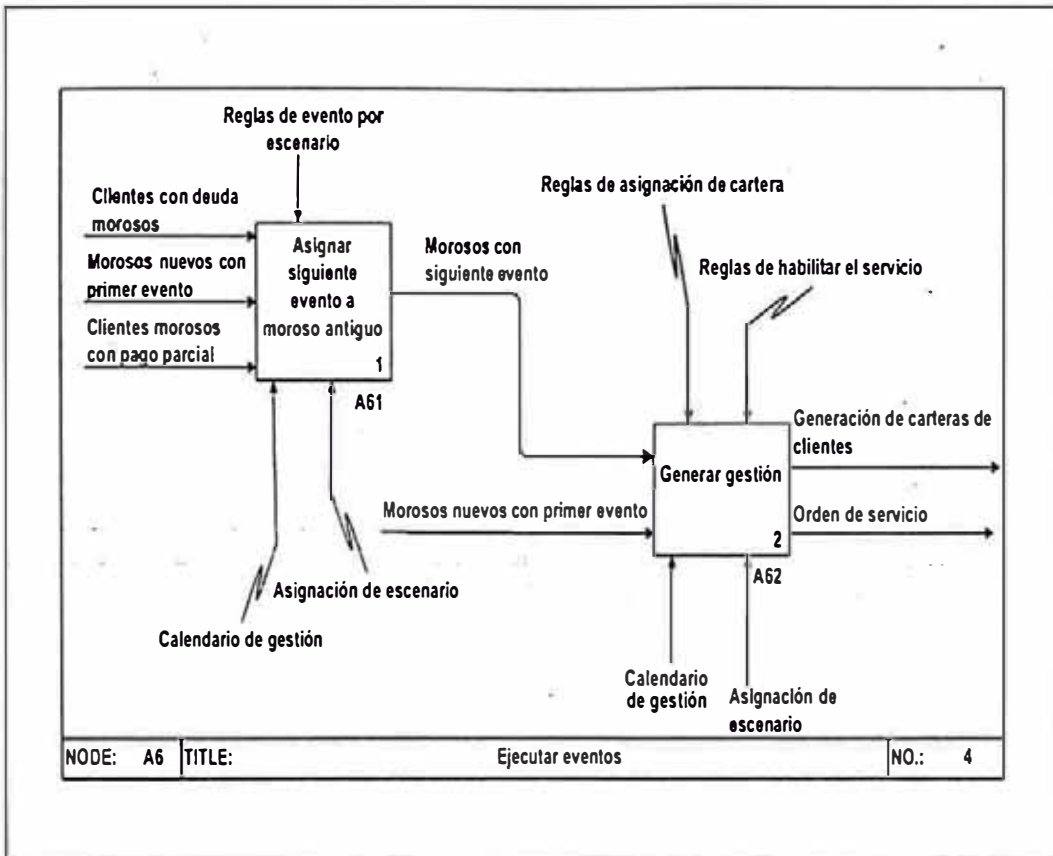 Reglas de evento por
escenario
Clientes con deuda
morosos
Morosos nuevos con
primer evento
Clientes morosos
con pago parcial
Asignar
siguiente
evento a
moroso antiguo
1
A61
Morosos con
siguiente evento
Reglas de asignación de cartera
Reglas de habilitar el servicio
Generar gestión
2
A62
Morosos nuevos con primer evento
Generación de carteras de
clientes
Orden de servicio
Asignación de escenario
Calendario de gestión
Calendario
de gestión
Asignación de
escenario
NODE: A6 TITLE: Ejecutar eventos NO.: 4